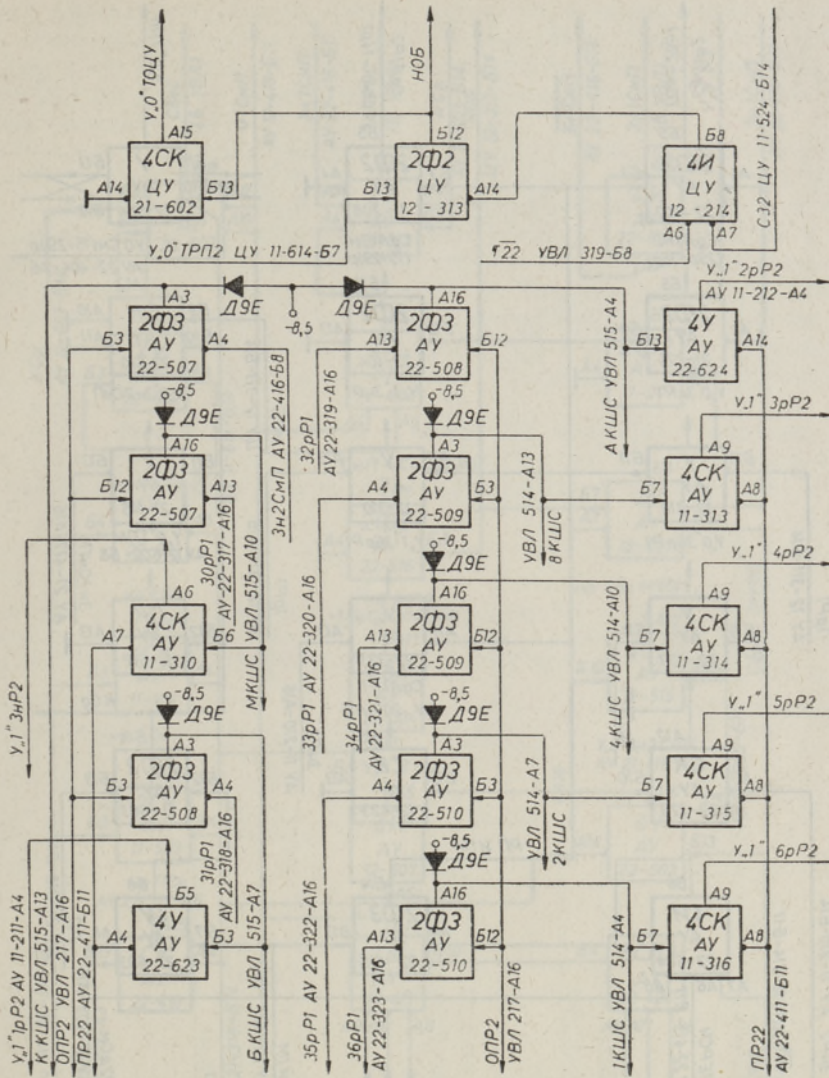 У„0" ТОЦУ
НОБ
С32 ЦУ 11-524-Б14
А15
Б12
Б8
А14
4СК
ЦУ
21-602
Б13
Б13
2Ф2
ЦУ
12-313
А14
4И
ЦУ
12-214
А6
А7
У„0" ТРП2 ЦУ 11-614-Б7
УВЛ 319-Б8
У„1" 2рР2
АУ 11-212-А4
А3
Д9Е
-8,5
Д9Е
А16
Б3
2Ф3
АУ
22-507
А4
А13
2Ф3
АУ
22-508
Б12
Б13
4У
АУ
22-624
А14
3н2СмП АУ 22-416-Б8
32рР1
АУ 22-319-А16
А КШС УВЛ 515-А4
-8,5
Д9Е
-8,5
Д9Е
У„1" 3рР2
А16
А3
А9
Б12
2Ф3
АУ
22-507
А13
А4
2Ф3
АУ
22-509
Б3
Б7
4СК
АУ
11-313
А8
30рР1
АУ-22-317-А16
МКШС УВЛ 515-А10
УВЛ 514-А13
8КШС
-8,5
Д9Е
У„1" 4рР2
А6
А16
А9
А7
4СК
АУ
11-310
Б6
А13
2Ф3
АУ
22-509
Б12
Б7
4СК
АУ
11-314
А8
У„1" 3нР2
33рР1 АУ 22-320-А16
34рР1
АУ 22-321-А16
4КШС УВЛ 514-А10
-8,5
Д9Е
-8,5
Д9Е
У„1" 5рР2
А3
А3
А9
Б3
2Ф3
АУ
22-508
А4
А4
2Ф3
АУ
22-510
Б3
Б7
4СК
АУ
11-315
А8
31рР1
АУ 22-318-А16
УВЛ 514-А7
2КШС
-8,5
Д9Е
У„1" 6рР2
Б5
А16
А9
А4
4У
АУ
22-623
Б3
А13
2Ф3
АУ
22-510
Б12
Б7
4СК
АУ
11-316
А8
У„1" 1рР2 АУ 11-211-А4
К КШС УВЛ 515-А13
ОПР2 УВЛ 217-А16
ПР22 АУ 22-411-Б11
Б КШС УВЛ 515-А7
35рР1 АУ 22-322-А16
36рР1
АУ 22-323-А16
ОПР2
УВЛ 217-А16
1КШС УВЛ 514-А4
ПР22
АУ 22-411-Б11